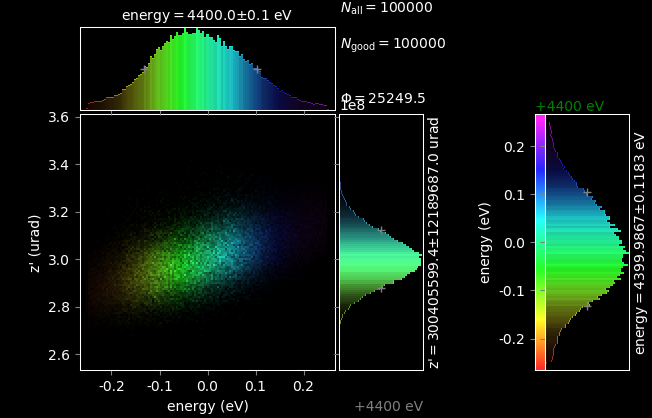 energy = 4400.0±0.1 eV
N_all = 100000
N_good = 100000
Φ = 25249.5
1e8
3.6
3.4
3.2
3.0
2.8
2.6
z' (urad)
-0.2
-0.1
0.0
0.1
0.2
energy (eV)
+4400 eV
z' = 300405599.4±12189687.0 urad
+4400 eV
0.2
0.1
0.0
-0.1
-0.2
energy (eV)
energy = 4399.9867±0.1183 eV